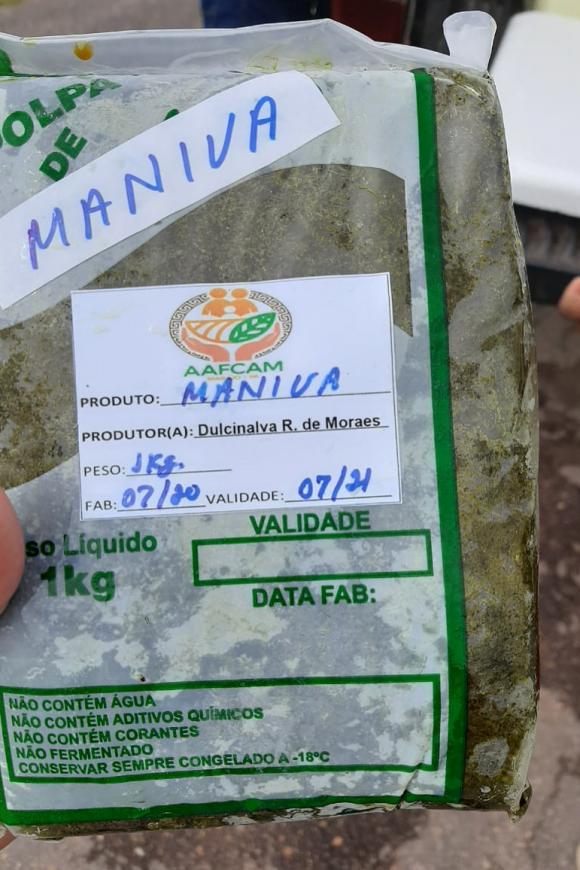 POLPA
DE
MANIVA
AAFCAM
PRODUTO: MANIVA
PRODUTOR(A): Dulcinalva R. de Moraes
PESO: 1Kg.
FAB: 07/20 VALIDADE: 07/21
so Líquido
1kg
VALIDADE
DATA FAB:
NÃO CONTÉM ÁGUA
NÃO CONTÉM ADITIVOS QUÍMICOS
NÃO CONTÉM CORANTES
NÃO FERMENTADO
CONSERVAR SEMPRE CONGELADO A -18ºC